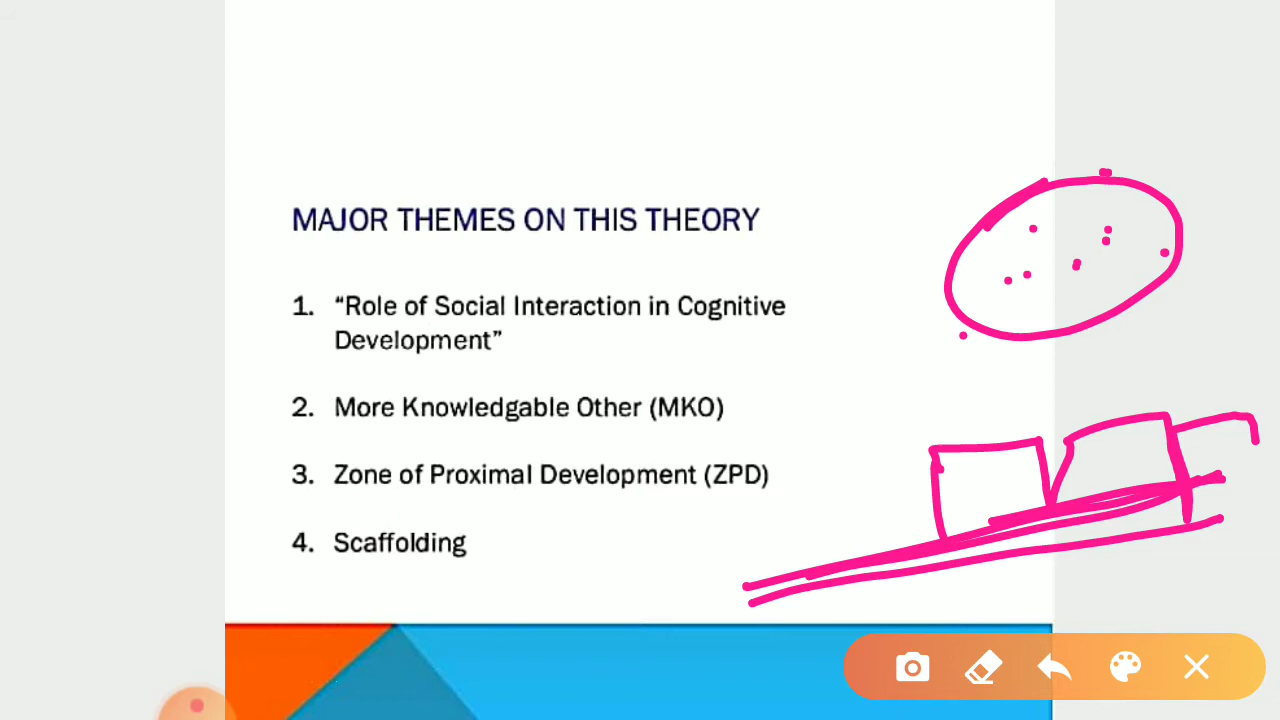 MAJOR THEMES ON THIS THEORY
1. “Role of Social Interaction in Cognitive
Development”
2. More Knowledgable Other (MKO)
3. Zone of Proximal Development (ZPD)
4. Scaffolding